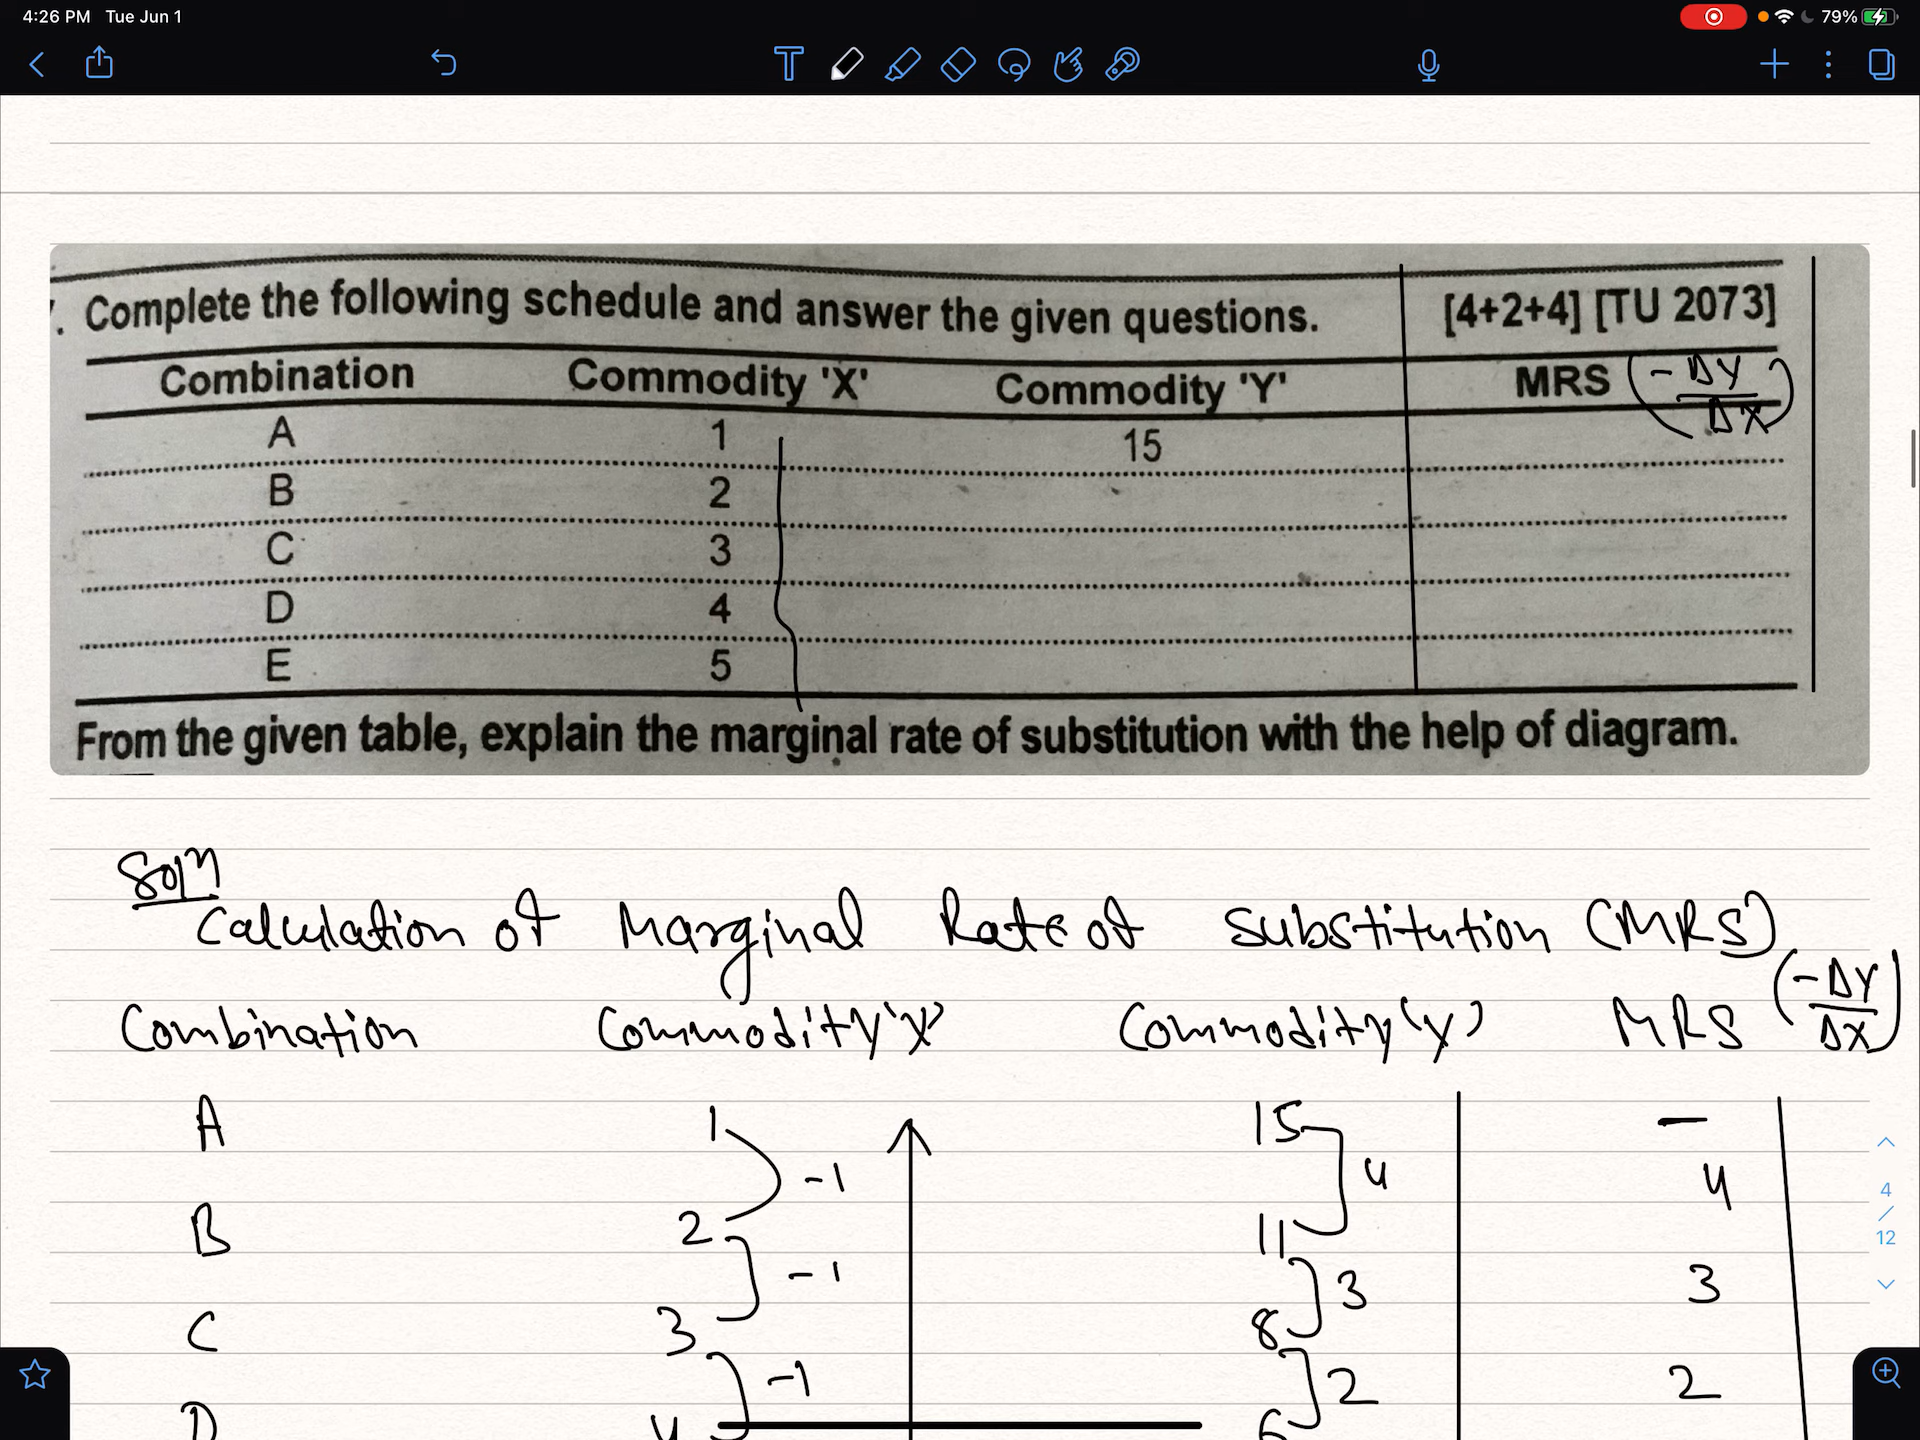 4:26 PM Tue Jun 1
79%
. Complete the following schedule and answer the given questions. [4+2+4] [TU 2073]
Combination Commodity 'X' Commodity 'Y' MRS (-ΔY/ΔX)
A 1 15
B 2
C 3
D 4
E 5
From the given table, explain the marginal rate of substitution with the help of diagram.
Soln
Calculation of Marginal Rate of Substitution (MRS)
Combination Commodity 'X' Commodity 'Y' MRS (-ΔY/ΔX)
A 1 15 —
-1 4 4
B 2 11
-1 3 3
C 3 8
-1 2 2
D 4 6
4
/
12